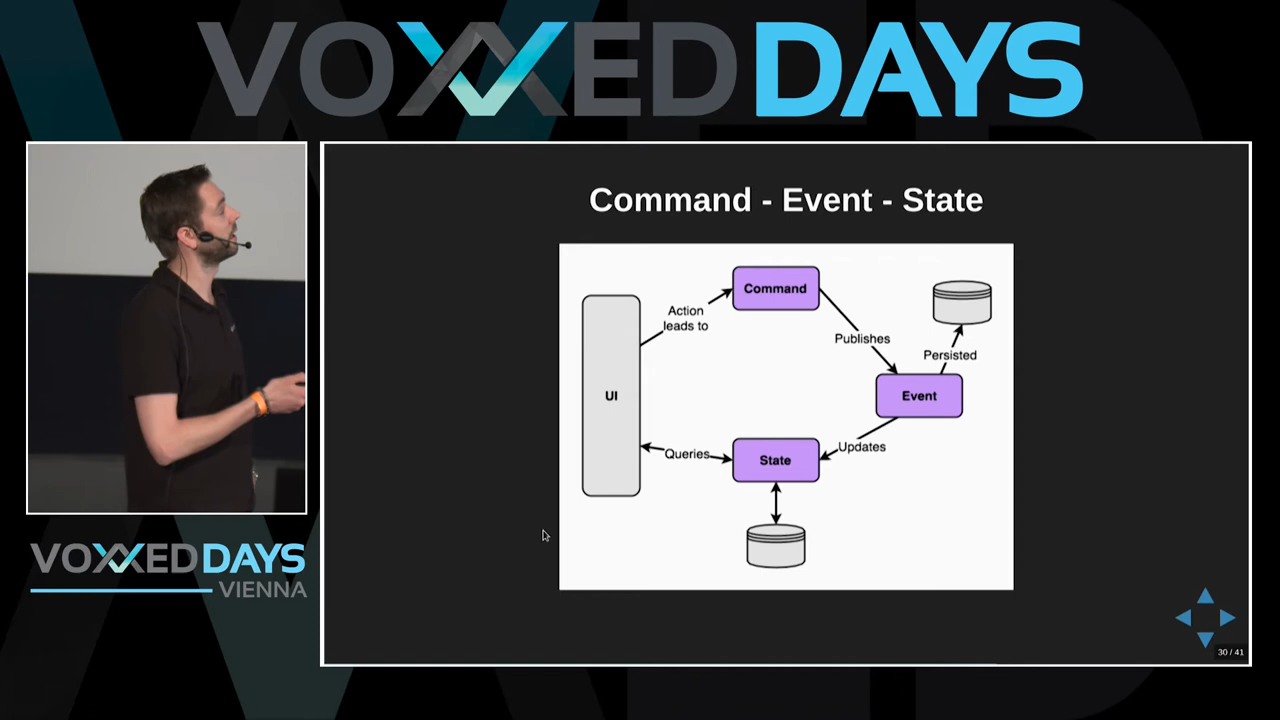 VOXXED DAYS
Command - Event - State
Command
Action
leads to
Publishes
Persisted
UI
Event
Queries
State
Updates
VOXXED DAYS
VIENNA
30 / 41